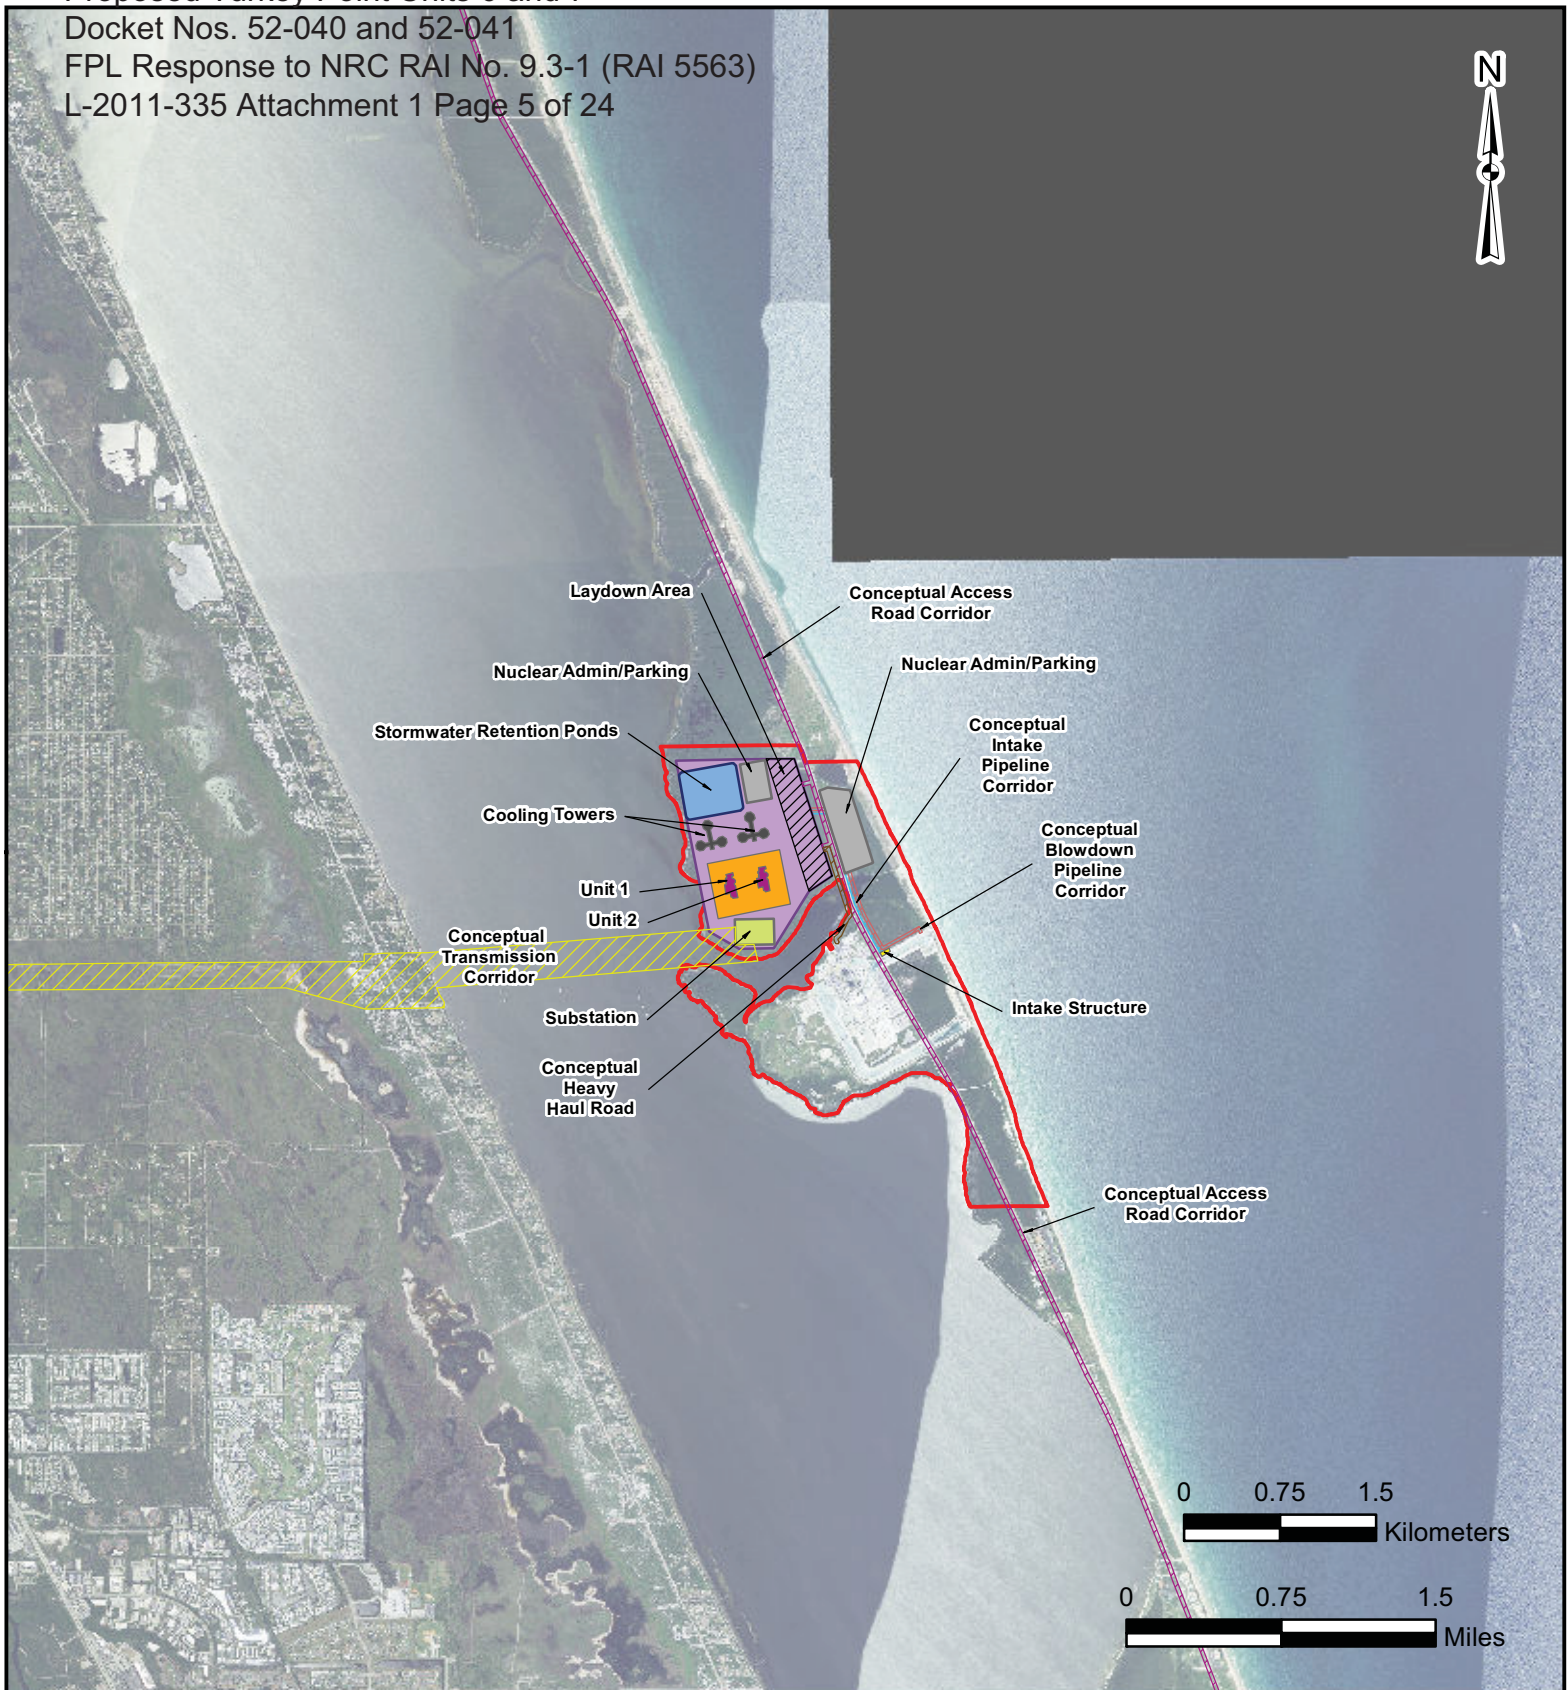 Docket Nos. 52-040 and 52-041
FPL Response to NRC RAI No. 9.3-1 (RAI 5563)
L-2011-335 Attachment 1 Page 5 of 24
N
Laydown Area
Conceptual Access
Road Corridor
Nuclear Admin/Parking
Nuclear Admin/Parking
Stormwater Retention Ponds
Conceptual
Intake
Pipeline
Corridor
Cooling Towers
Conceptual
Blowdown
Pipeline
Corridor
Unit 1
Unit 2
Conceptual
Transmission
Corridor
Substation
Intake Structure
Conceptual
Heavy
Haul Road
Conceptual Access
Road Corridor
0 0.75 1.5
Kilometers
0 0.75 1.5
Miles